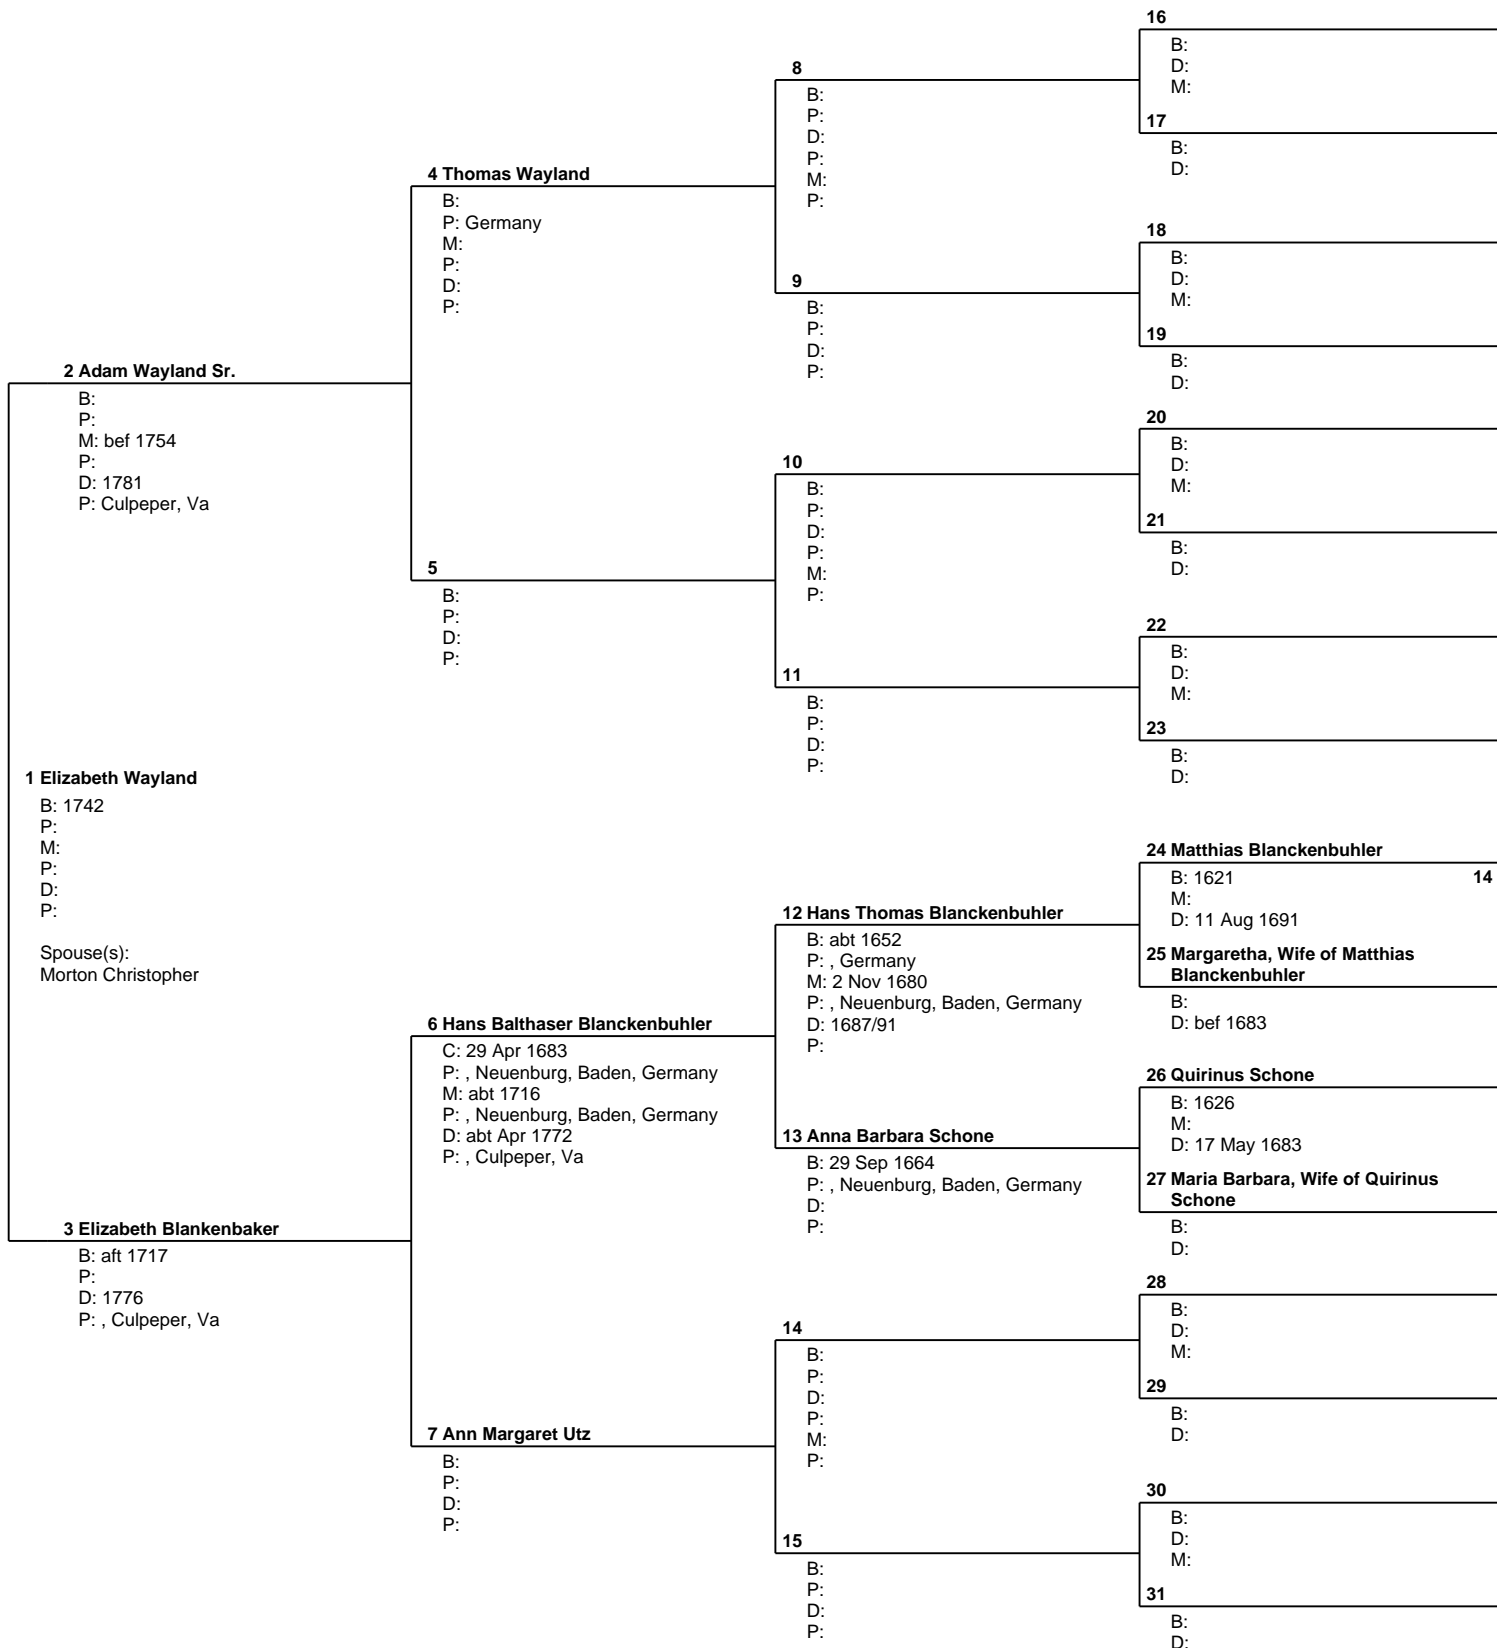 1 Elizabeth Wayland
B: 1742
P:
M:
P:
D:
P:
Spouse(s):
Morton Christopher
2 Adam Wayland Sr.
B:
P:
M: bef 1754
P:
D: 1781
P: Culpeper, Va
3 Elizabeth Blankenbaker
B: aft 1717
P:
D: 1776
P: , Culpeper, Va
4 Thomas Wayland
B:
P: Germany
M:
P:
D:
P:
5
B:
P:
D:
P:
6 Hans Balthaser Blanckenbuhler
C: 29 Apr 1683
P: , Neuenburg, Baden, Germany
M: abt 1716
P: , Neuenburg, Baden, Germany
D: abt Apr 1772
P: , Culpeper, Va
7 Ann Margaret Utz
B:
P:
D:
P:
8
B:
P:
D:
P:
M:
P:
9
B:
P:
D:
P:
10
B:
P:
D:
P:
M:
P:
11
B:
P:
D:
P:
12 Hans Thomas Blanckenbuhler
B: abt 1652
P: , Germany
M: 2 Nov 1680
P: , Neuenburg, Baden, Germany
D: 1687/91
P:
13 Anna Barbara Schone
B: 29 Sep 1664
P: , Neuenburg, Baden, Germany
D:
P:
14
B:
P:
D:
P:
M:
P:
15
B:
P:
D:
P:
16
B:
D:
M:
17
B:
D:
18
B:
D:
M:
19
B:
D:
20
B:
D:
M:
21
B:
D:
22
B:
D:
M:
23
B:
D:
24 Matthias Blanckenbuhler
B: 1621 14
M:
D: 11 Aug 1691
25 Margaretha, Wife of Matthias
Blanckenbuhler
B:
D: bef 1683
26 Quirinus Schone
B: 1626
M:
D: 17 May 1683
27 Maria Barbara, Wife of Quirinus
Schone
B:
D:
28
B:
D:
M:
29
B:
D:
30
B:
D:
M:
31
B:
D: